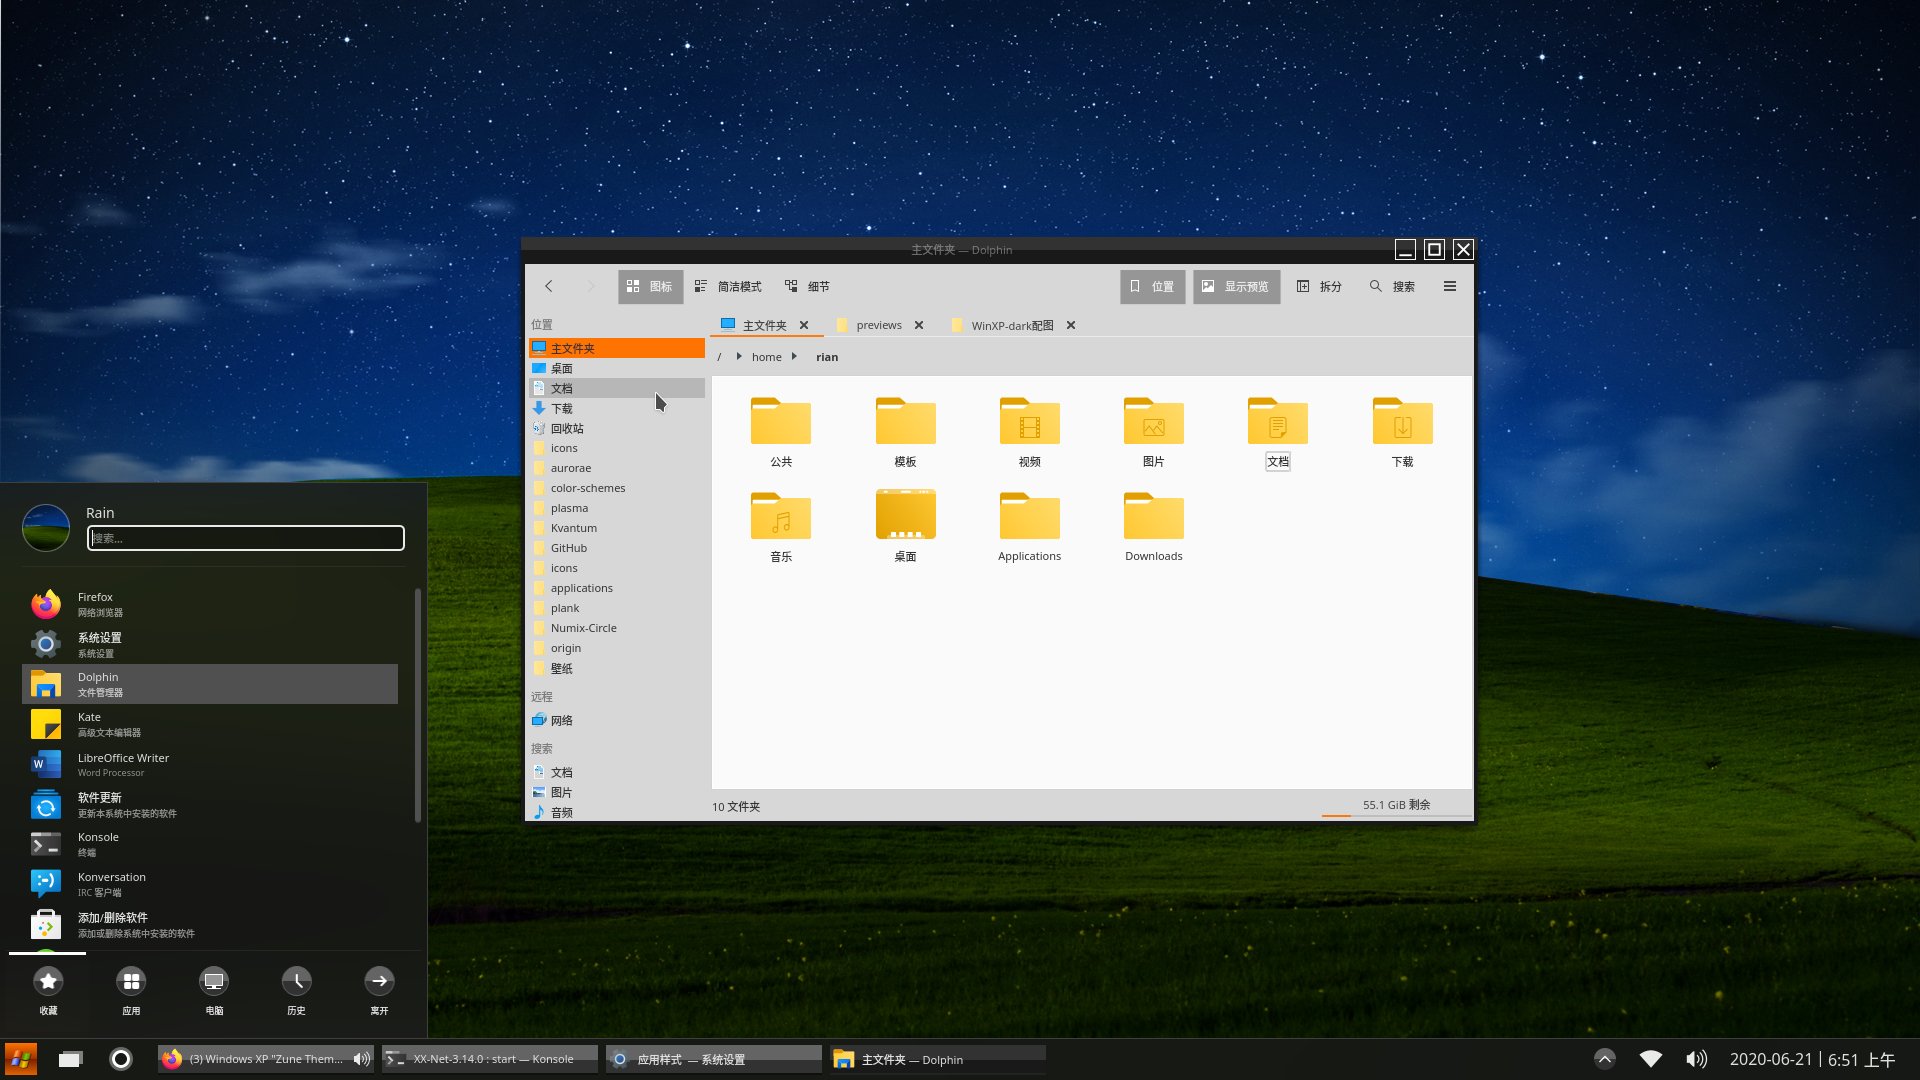 主文件夹 — Dolphin
图标
简洁模式
细节
位置
显示预览
拆分
搜索
位置
主文件夹
previews
WinXP-dark配图
/ home rian
主文件夹
桌面
文档
下载
回收站
icons
aurorae
color-schemes
plasma
Kvantum
GitHub
icons
applications
plank
Numix-Circle
origin
壁纸
远程
网络
搜索
文档
图片
音频
公共
模板
视频
图片
文档
下载
音乐
桌面
Applications
Downloads
10 文件夹
55.1 GiB 剩余
Rain
搜索...
Firefox
网络浏览器
系统设置
系统设置
Dolphin
文件管理器
Kate
高级文本编辑器
LibreOffice Writer
Word Processor
软件更新
更新本系统中安装的软件
Konsole
终端
Konversation
IRC 客户端
添加/删除软件
添加或删除系统中安装的软件
收藏
应用
电脑
历史
离开
(3) Windows XP "Zune Them...
XX-Net-3.14.0 : start — Konsole
应用样式 — 系统设置
主文件夹 — Dolphin
2020-06-21 | 6:51 上午